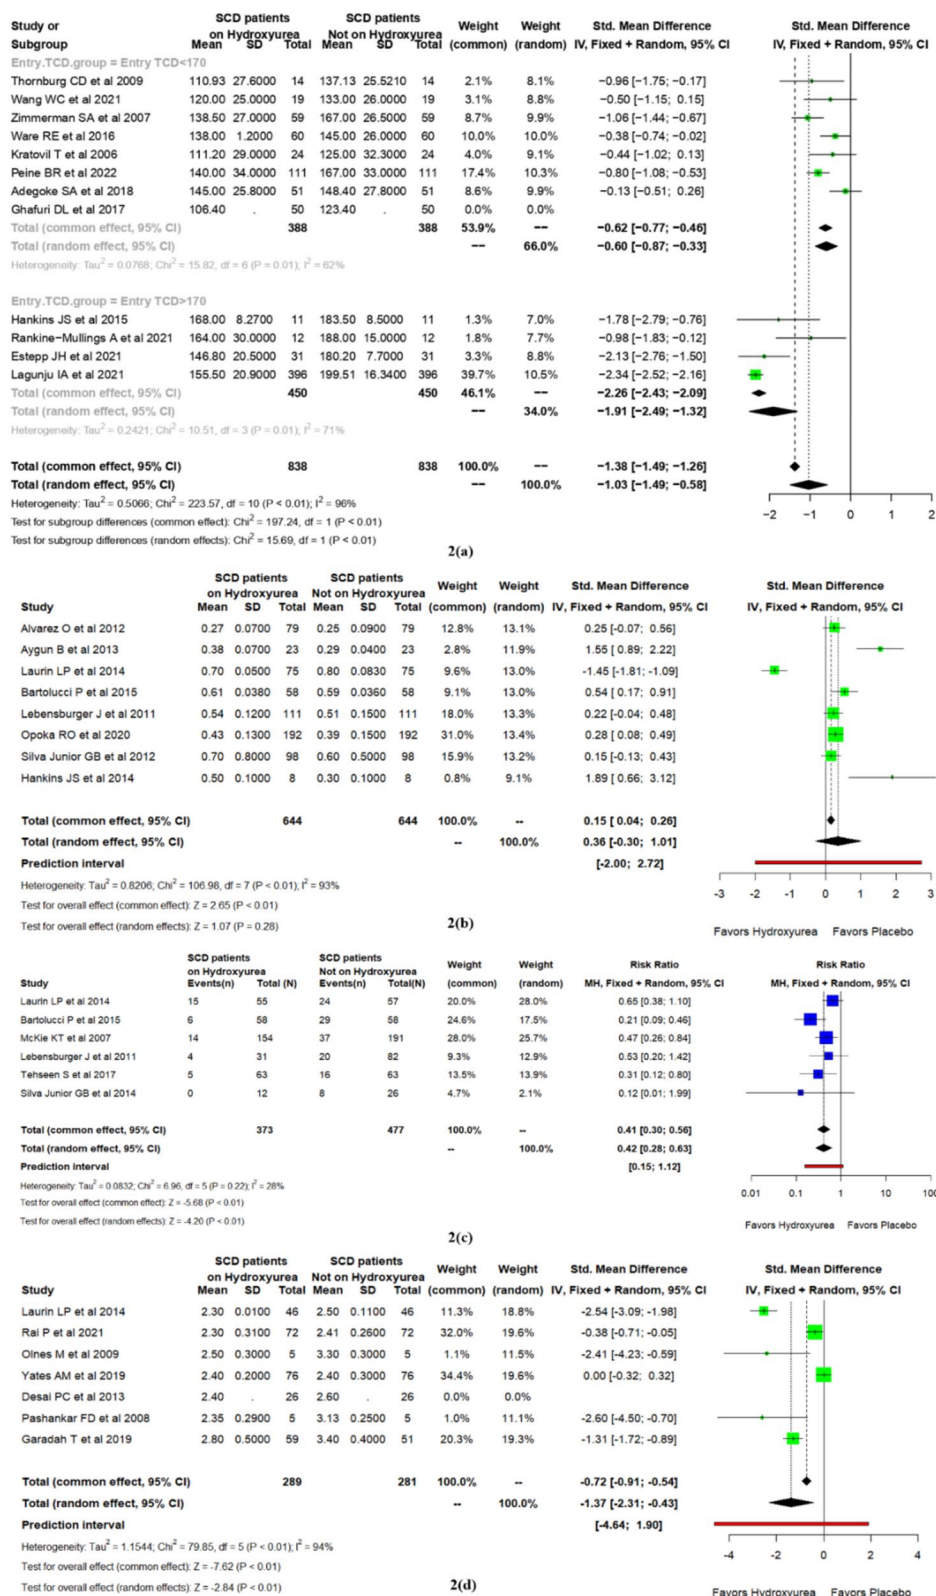 SCD patients SCD patients Weight Weight Std. Mean Difference Std. Mean Difference
Study or on Hydroxyurea Not on Hydroxyurea
Subgroup Mean SD Total Mean SD Total (common) (random) IV, Fixed + Random, 95% CI IV, Fixed + Random, 95% CI
Entry.TCD.group = Entry TCD<170
Thornburg CD et al 2009 110.93 27.6000 14 137.13 25.5210 14 2.1% 8.1% −0.96 [−1.75; −0.17]
Wang WC et al 2021 120.00 25.0000 19 133.00 26.0000 19 3.1% 8.8% −0.50 [−1.15; 0.15]
Zimmerman SA et al 2007 138.50 27.0000 59 167.00 26.5000 59 8.7% 9.9% −1.06 [−1.44; −0.67]
Ware RE et al 2016 138.00 1.2000 60 145.00 26.0000 60 10.0% 10.0% −0.38 [−0.74; −0.02]
Kratovil T et al 2006 111.20 29.0000 24 125.00 32.3000 24 4.0% 9.1% −0.44 [−1.02; 0.13]
Peine BR et al 2022 140.00 34.0000 111 167.00 33.0000 111 17.4% 10.3% −0.80 [−1.08; −0.53]
Adegoke SA et al 2018 145.00 25.8000 51 148.40 27.8000 51 8.6% 9.9% −0.13 [−0.51; 0.26]
Ghafuri DL et al 2017 106.40 . 50 123.40 . 50 0.0% 0.0%
Total (common effect, 95% CI) 388 388 53.9% −− −0.62 [−0.77; −0.46]
Total (random effect, 95% CI) −− 66.0% −0.60 [−0.87; −0.33]
Heterogeneity: Tau² = 0.0768; Chi² = 15.82, df = 6 (P = 0.01); I² = 62%
Entry.TCD.group = Entry TCD>170
Hankins JS et al 2015 168.00 8.2700 11 183.50 8.5000 11 1.3% 7.0% −1.78 [−2.79; −0.76]
Rankine−Mullings A et al 2021 164.00 30.0000 12 188.00 15.0000 12 1.8% 7.7% −0.98 [−1.83; −0.12]
Estepp JH et al 2021 146.80 20.5000 31 180.20 7.7000 31 3.3% 8.8% −2.13 [−2.76; −1.50]
Lagunju IA et al 2021 155.50 20.9000 396 199.51 16.3400 396 39.7% 10.5% −2.34 [−2.52; −2.16]
Total (common effect, 95% CI) 450 450 46.1% −− −2.26 [−2.43; −2.09]
Total (random effect, 95% CI) −− 34.0% −1.91 [−2.49; −1.32]
Heterogeneity: Tau² = 0.2421; Chi² = 10.51, df = 3 (P = 0.01); I² = 71%
Total (common effect, 95% CI) 838 838 100.0% −− −1.38 [−1.49; −1.26]
Total (random effect, 95% CI) −− 100.0% −1.03 [−1.49; −0.58]
Heterogeneity: Tau² = 0.5066; Chi² = 223.57, df = 10 (P < 0.01); I² = 96%
Test for subgroup differences (common effect): Chi² = 197.24, df = 1 (P < 0.01)
Test for subgroup differences (random effects): Chi² = 15.69, df = 1 (P < 0.01)
−2 −1 0 1 2
2(a)
SCD patients SCD patients Weight Weight Std. Mean Difference Std. Mean Difference
on Hydroxyurea Not on Hydroxyurea
Study Mean SD Total Mean SD Total (common) (random) IV, Fixed + Random, 95% CI IV, Fixed + Random, 95% CI
Alvarez O et al 2012 0.27 0.0700 79 0.25 0.0900 79 12.8% 13.1% 0.25 [-0.07; 0.56]
Aygun B et al 2013 0.38 0.0700 23 0.29 0.0400 23 2.8% 11.9% 1.55 [ 0.89; 2.22]
Laurin LP et al 2014 0.70 0.0500 75 0.80 0.0830 75 9.6% 13.0% -1.45 [-1.81; -1.09]
Bartolucci P et al 2015 0.61 0.0380 58 0.59 0.0360 58 9.1% 13.0% 0.54 [ 0.17; 0.91]
Lebensburger J et al 2011 0.54 0.1200 111 0.51 0.1500 111 18.0% 13.3% 0.22 [-0.04; 0.48]
Opoka RO et al 2020 0.43 0.1300 192 0.39 0.1500 192 31.0% 13.4% 0.28 [ 0.08; 0.49]
Silva Junior GB et al 2012 0.70 0.8000 98 0.60 0.5000 98 15.9% 13.3% 0.15 [-0.13; 0.43]
Hankins JS et al 2014 0.50 0.1000 8 0.30 0.1000 8 0.8% 9.1% 1.89 [ 0.66; 3.12]
Total (common effect, 95% CI) 644 644 100.0% -- 0.15 [ 0.04; 0.26]
Total (random effect, 95% CI) -- 100.0% 0.36 [-0.30; 1.01]
Prediction interval [-2.00; 2.72]
Heterogeneity: Tau² = 0.8206; Chi² = 106.98, df = 7 (P < 0.01); I² = 93%
Test for overall effect (common effect): Z = 2.65 (P < 0.01)
-3 -2 -1 0 1 2 3
Test for overall effect (random effects): Z = 1.07 (P = 0.28)
2(b)
Favors Hydroxyurea Favors Placebo
SCD patients SCD patients Weight Weight Risk Ratio Risk Ratio
on Hydroxyurea Not on Hydroxyurea
Study Events(n) Total (N) Events(n) Total(N) (common) (random) MH, Fixed + Random, 95% CI MH, Fixed + Random, 95% CI
Laurin LP et al 2014 15 55 24 57 20.0% 28.0% 0.65 [0.38; 1.10]
Bartolucci P et al 2015 6 58 29 58 24.6% 17.5% 0.21 [0.09; 0.46]
McKie KT et al 2007 14 154 37 191 28.0% 25.7% 0.47 [0.26; 0.84]
Lebensburger J et al 2011 4 31 20 82 9.3% 12.9% 0.53 [0.20; 1.42]
Tehseen S et al 2017 5 63 16 63 13.5% 13.9% 0.31 [0.12; 0.80]
Silva Junior GB et al 2014 0 12 8 26 4.7% 2.1% 0.12 [0.01; 1.99]
Total (common effect, 95% CI) 373 477 100.0% -- 0.41 [0.30; 0.56]
Total (random effect, 95% CI) -- 100.0% 0.42 [0.28; 0.63]
Prediction interval [0.15; 1.12]
Heterogeneity: Tau² = 0.0832; Chi² = 6.96, df = 5 (P = 0.22); I² = 28%
Test for overall effect (common effect): Z = -5.68 (P < 0.01)
0.01 0.1 1 10 100
Test for overall effect (random effects): Z = -4.20 (P < 0.01)
Favors Hydroxyurea Favors Placebo
2(c)
SCD patients SCD patients Weight Weight Std. Mean Difference Std. Mean Difference
on Hydroxyurea Not on Hydroxyurea
Study Mean SD Total Mean SD Total (common) (random) IV, Fixed + Random, 95% CI IV, Fixed + Random, 95% CI
Laurin LP et al 2014 2.30 0.0100 46 2.50 0.1100 46 11.3% 18.8% -2.54 [-3.09; -1.98]
Rai P et al 2021 2.30 0.3100 72 2.41 0.2600 72 32.0% 19.6% -0.38 [-0.71; -0.05]
Olnes M et al 2009 2.50 0.3000 5 3.30 0.3000 5 1.1% 11.5% -2.41 [-4.23; -0.59]
Yates AM et al 2019 2.40 0.2000 76 2.40 0.3000 76 34.4% 19.6% 0.00 [-0.32; 0.32]
Desai PC et al 2013 2.40 . 26 2.60 . 26 0.0% 0.0%
Pashankar FD et al 2008 2.35 0.2900 5 3.13 0.2500 5 1.0% 11.1% -2.60 [-4.50; -0.70]
Garadah T et al 2019 2.80 0.5000 59 3.40 0.4000 51 20.3% 19.3% -1.31 [-1.72; -0.89]
Total (common effect, 95% CI) 289 281 100.0% -- -0.72 [-0.91; -0.54]
Total (random effect, 95% CI) -- 100.0% -1.37 [-2.31; -0.43]
Prediction interval [-4.64; 1.90]
Heterogeneity: Tau² = 1.1544; Chi² = 79.85, df = 5 (P < 0.01); I² = 94%
Test for overall effect (common effect): Z = -7.62 (P < 0.01)
-4 -2 0 2 4
Test for overall effect (random effects): Z = -2.84 (P < 0.01)
2(d)
Favors Hydroxyurea Favors Placebo